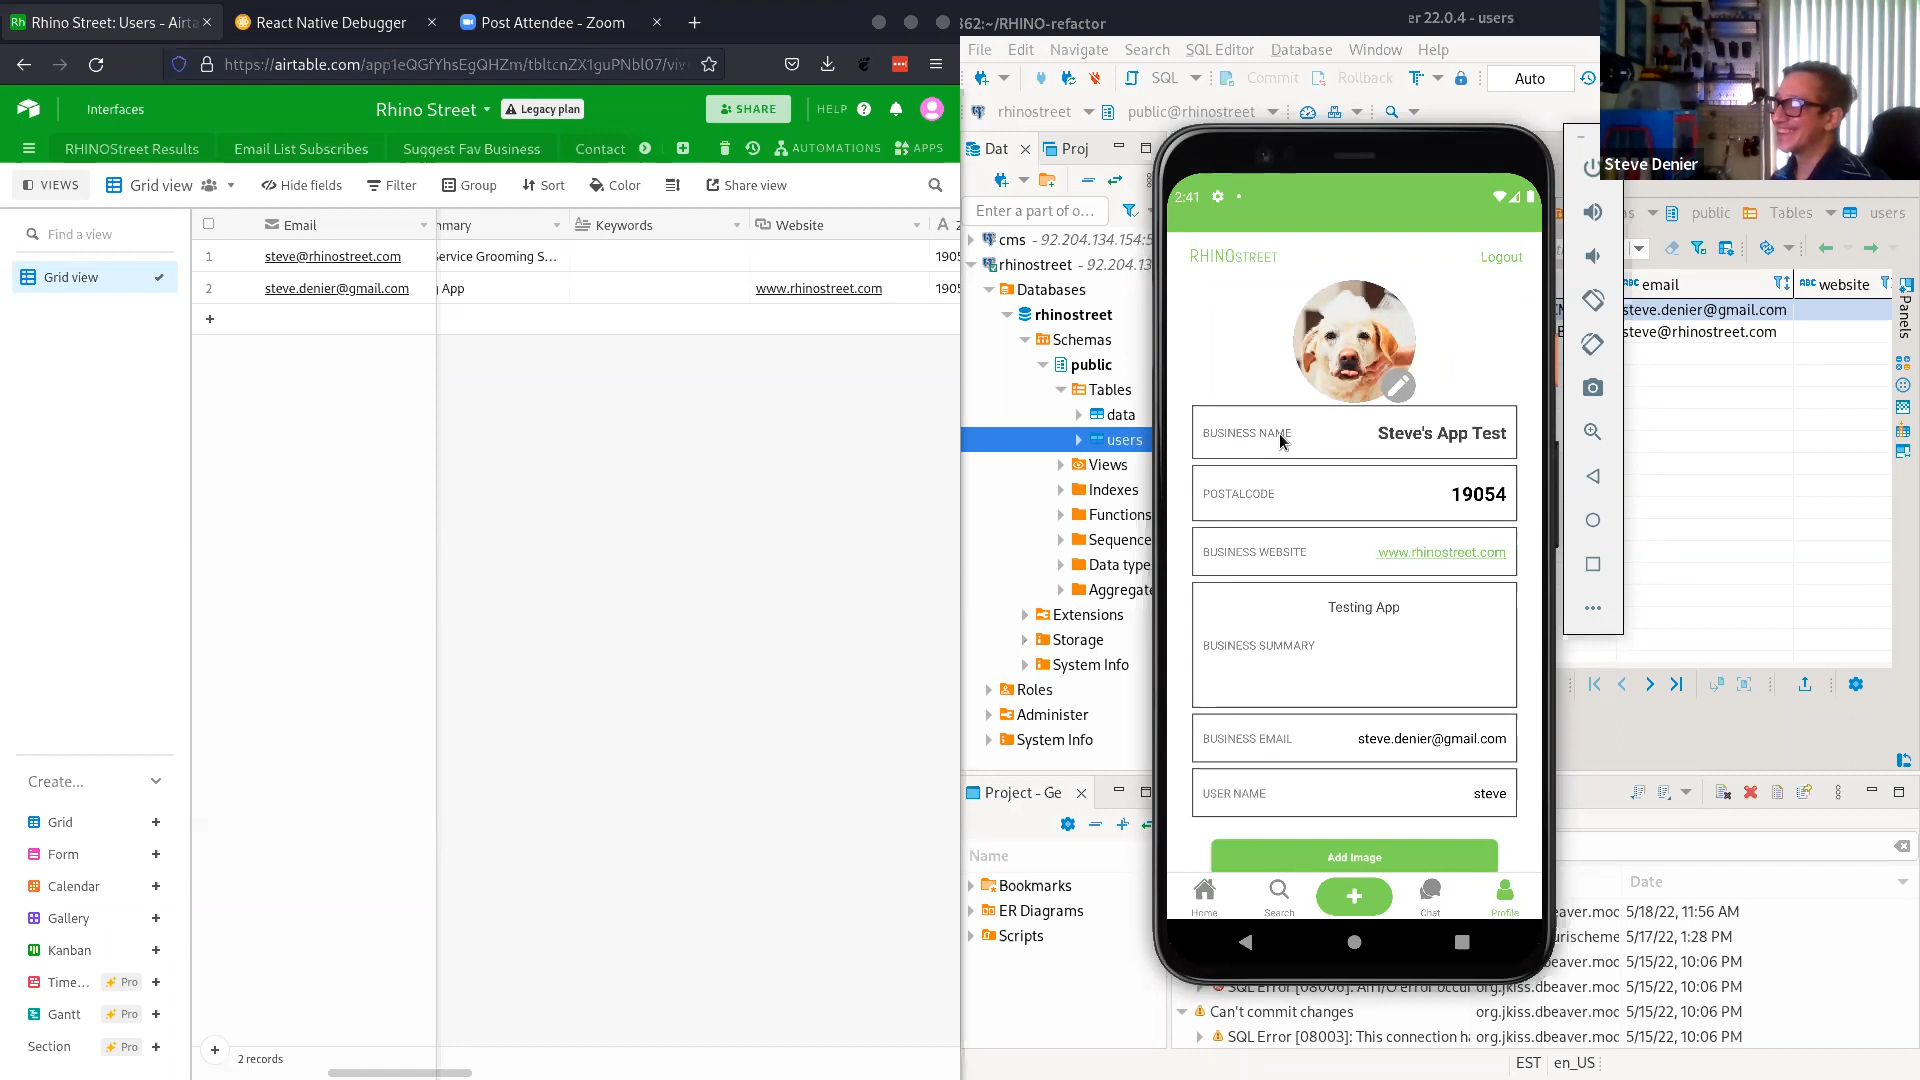 Rhino Street: Users - Airta
React Native Debugger
Post Attendee - Zoom
362:~/RHINO-refactor
er 22.0.4 - users
https://airtable.com/app1eQGfYhsEgQHZm/tbltcnZX1guPNbl07/viv
File Edit Navigate Search SQL Editor Database Window Help
SQL Commit Rollback Auto
Interfaces
Rhino Street
Legacy plan
SHARE
HELP
rhinostreet public@rhinostreet
RHINOStreet Results
Email List Subscribes
Suggest Fav Business
Contact
AUTOMATIONS
APPS
VIEWS
Grid view
Hide fields
Filter
Group
Sort
Color
Share view
Find a view
Grid view
Email
Keywords
Website
1 steve@rhinostreet.com ervice Grooming S... 1905
2 steve.denier@gmail.com App www.rhinostreet.com 1905
Create...
Grid
Form
Calendar
Gallery
Kanban
Time... Pro
Gantt Pro
Section Pro
2 records
Dat
Proj
Enter a part of o...
cms - 92.204.134.154:5
rhinostreet - 92.204.13
Databases
rhinostreet
Schemas
public
Tables
data
users
Views
Indexes
Functions
Sequence
Data type
Aggregate
Extensions
Storage
System Info
Roles
Administer
System Info
Project - Ge
Name
Bookmarks
ER Diagrams
Scripts
2:41
RHINOSTREET
Logout
BUSINESS NAME Steve's App Test
POSTALCODE 19054
BUSINESS WEBSITE www.rhinostreet.com
Testing App
BUSINESS SUMMARY
BUSINESS EMAIL steve.denier@gmail.com
USER NAME steve
Add Image
Home Search Chat Profile
Steve Denier
public Tables users
email
website
steve.denier@gmail.com
steve@rhinostreet.com
Panels
Date
eaver.moc 5/18/22, 11:56 AM
urischeme 5/17/22, 1:28 PM
beaver.moc 5/15/22, 10:06 PM
SQL Error [08006]: An I/O error occur org.jkiss.dbeaver.moc 5/15/22, 10:06 PM
Can't commit changes org.jkiss.dbeaver.moc 5/15/22, 10:06 PM
SQL Error [08003]: This connection ha org.jkiss.dbeaver.moc 5/15/22, 10:06 PM
EST en_US